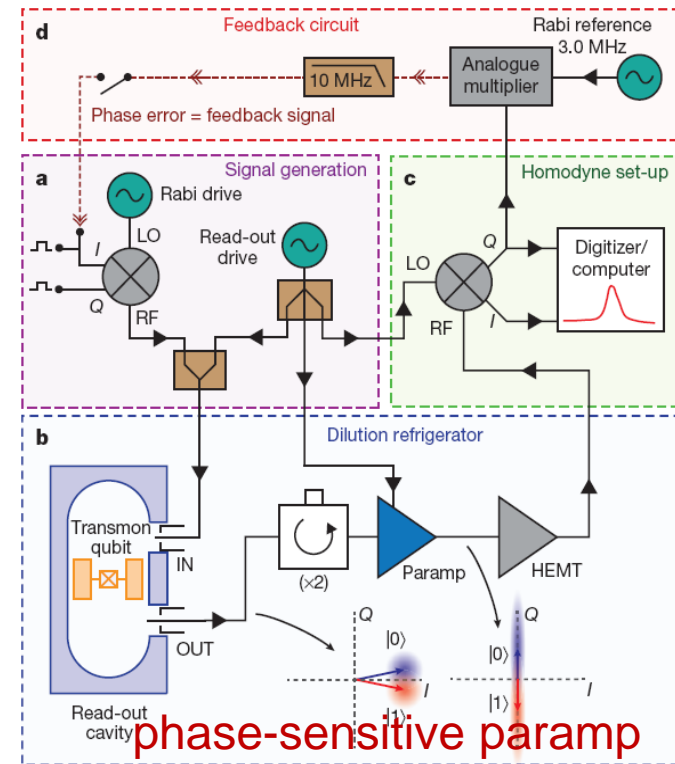 d
Feedback circuit
Rabi reference
3.0 MHz
Analogue
multiplier
10 MHz
Phase error = feedback signal
a
Signal generation
Rabi drive
LO
I
Q
RF
Read-out
drive
c
Homodyne set-up
LO
Q
RF
I
Digitizer/
computer
b
Dilution refrigerator
Transmon
qubit
IN
OUT
Read-out
cavity
(×2)
Paramp
HEMT
Q
|0⟩
I
|1⟩
Q
|0⟩
I
|1⟩
phase-sensitive paramp